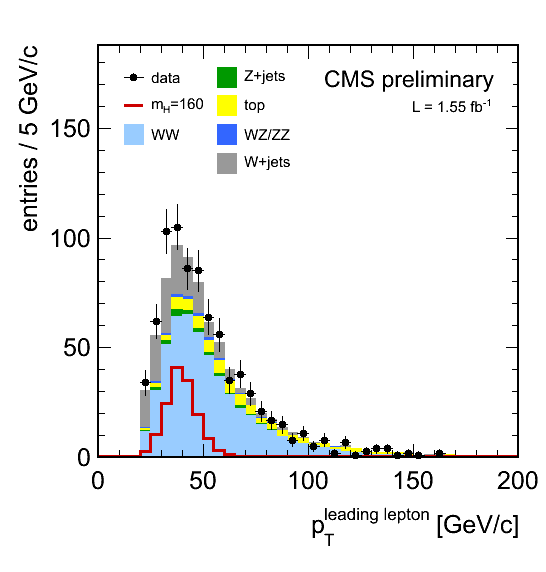 entries / 5 GeV/c
150
100
50
0
data
m_H=160
WW
Z+jets
top
WZ/ZZ
W+jets
CMS preliminary
L = 1.55 fb⁻¹
0 50 100 150 200
p_T^leading lepton [GeV/c]